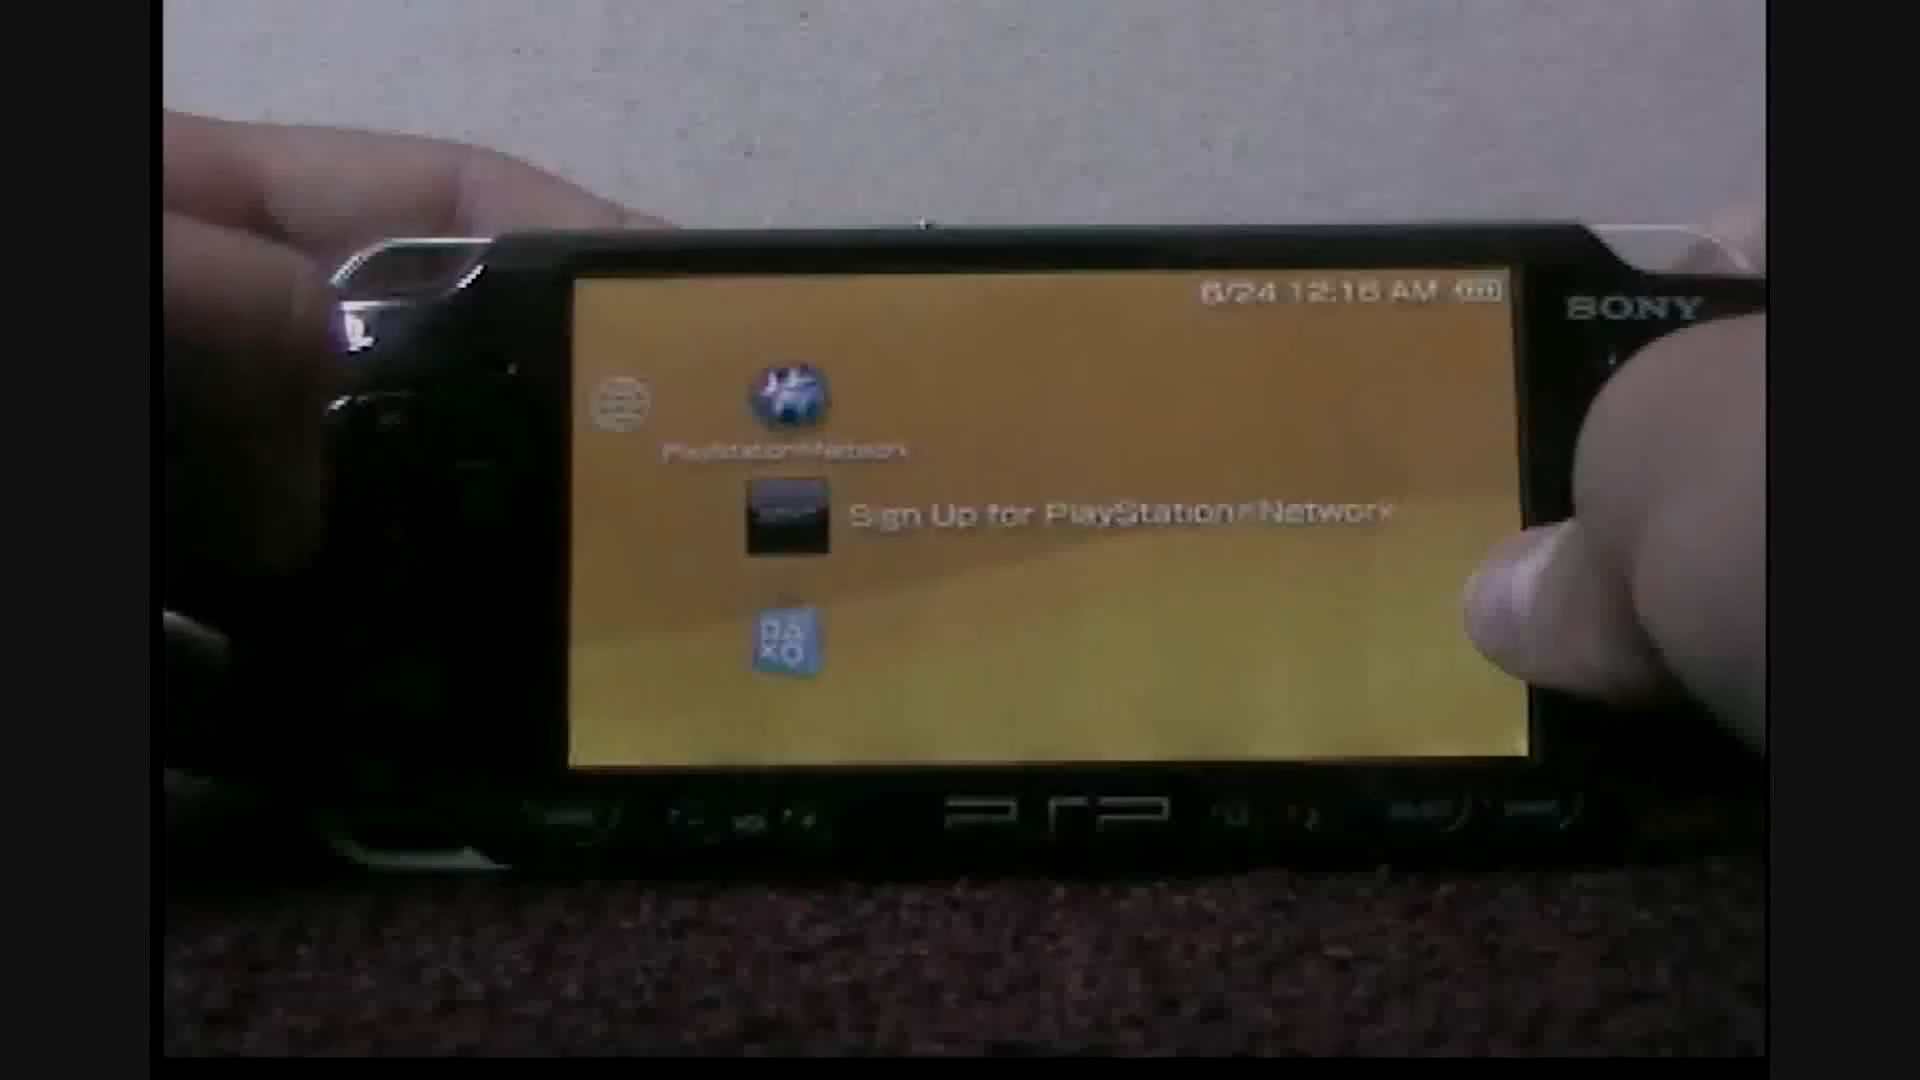 6/24 12:16 AM
SONY
PlayStation®Network
Sign Up for PlayStation®Network
PSP